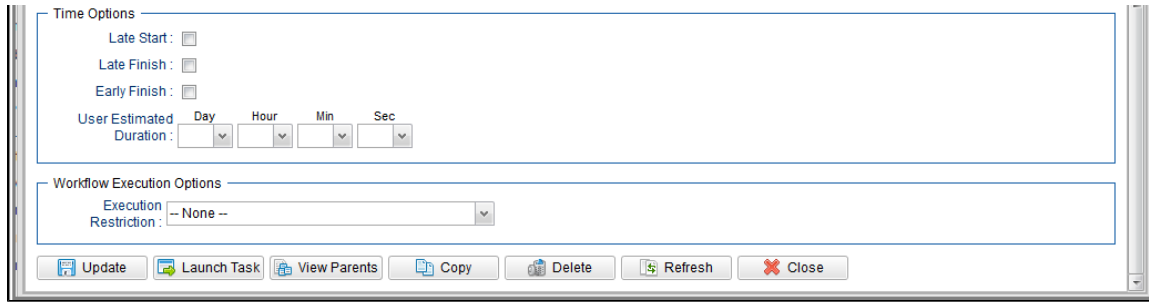 Time Options
Late Start :
Late Finish :
Early Finish :
User Estimated Duration : Day Hour Min Sec
Workflow Execution Options
Execution Restriction : -- None --
Update Launch Task View Parents Copy Delete Refresh Close